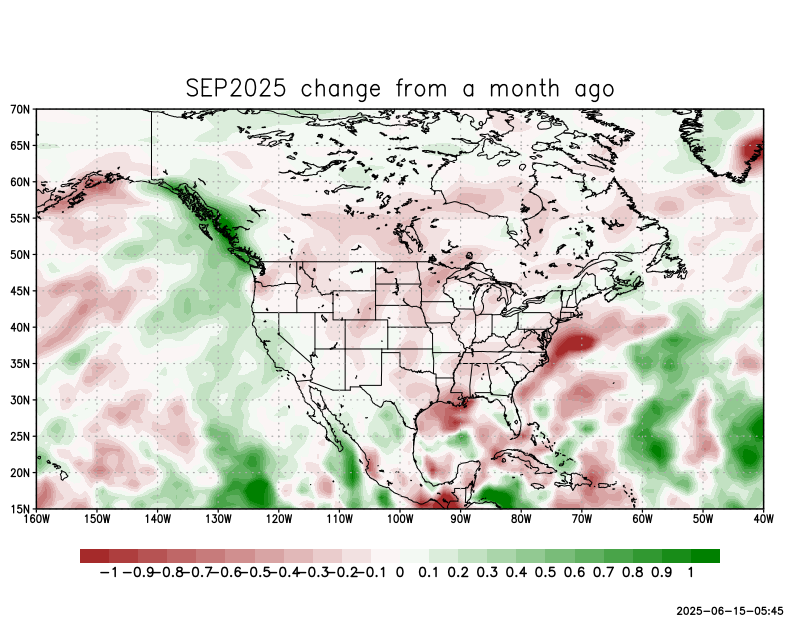 SEP2025 change from a month ago
70N
65N
60N
55N
50N
45N
40N
35N
30N
25N
20N
15N
160W 150W 140W 130W 120W 110W 100W 90W 80W 70W 60W 50W 40W
-1 -0.9 -0.8 -0.7 -0.6 -0.5 -0.4 -0.3 -0.2 -0.1 0 0.1 0.2 0.3 0.4 0.5 0.6 0.7 0.8 0.9 1
2025-06-15-05:45